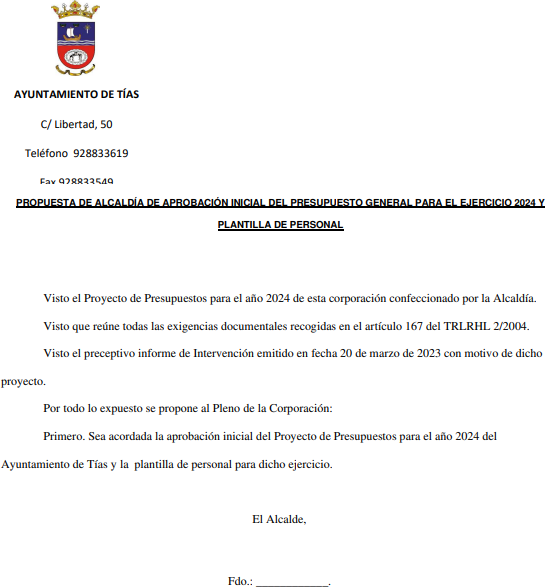 AYUNTAMIENTO DE TÍAS
C/ Libertad, 50
Teléfono 928833619
Fax 928833549
PROPUESTA DE ALCALDÍA DE APROBACIÓN INICIAL DEL PRESUPUESTO GENERAL PARA EL EJERCICIO 2024 Y
PLANTILLA DE PERSONAL
Visto el Proyecto de Presupuestos para el año 2024 de esta corporación confeccionado por la Alcaldía.
Visto que reúne todas las exigencias documentales recogidas en el artículo 167 del TRLRHL 2/2004.
Visto el preceptivo informe de Intervención emitido en fecha 20 de marzo de 2023 con motivo de dicho
proyecto.
Por todo lo expuesto se propone al Pleno de la Corporación:
Primero. Sea acordada la aprobación inicial del Proyecto de Presupuestos para el año 2024 del
Ayuntamiento de Tías y la plantilla de personal para dicho ejercicio.
El Alcalde,
Fdo.: ____________.